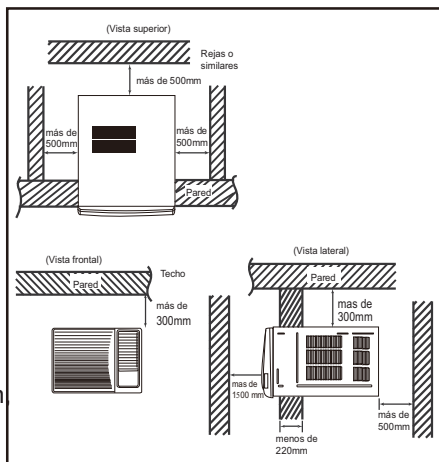 (Vista superior)
Rejas o
similares
más de 500mm
más de
500mm
más de
500mm
Pared
(Vista frontal)
Techo
Pared
más de
300mm
(Vista lateral)
Pared
mas de
300mm
mas de
1500 mm
más de
500mm
menos de
220mm